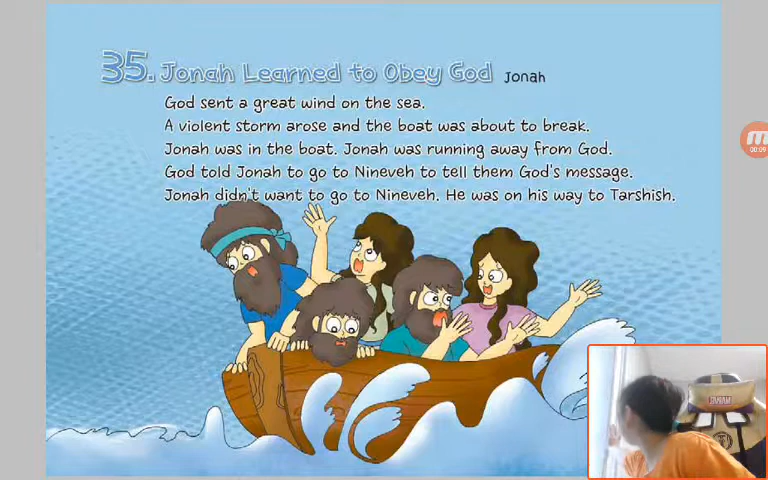 35. Jonah Learned to Obey God Jonah
God sent a great wind on the sea.
A violent storm arose and the boat was about to break.
Jonah was in the boat. Jonah was running away from God.
God told Jonah to go to Nineveh to tell them God's message.
Jonah didn't want to go to Nineveh. He was on his way to Tarshish.
00:09